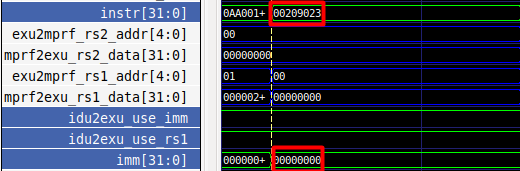 instr[31:0] 0AA001+ 00209023
exu2mprf_rs2_addr[4:0] 00
mprf2exu_rs2_data[31:0] 00000000
exu2mprf_rs1_addr[4:0] 01 00
mprf2exu_rs1_data[31:0] 000002+ 00000000
idu2exu_use_imm
idu2exu_use_rs1
imm[31:0] 000000+ 00000000